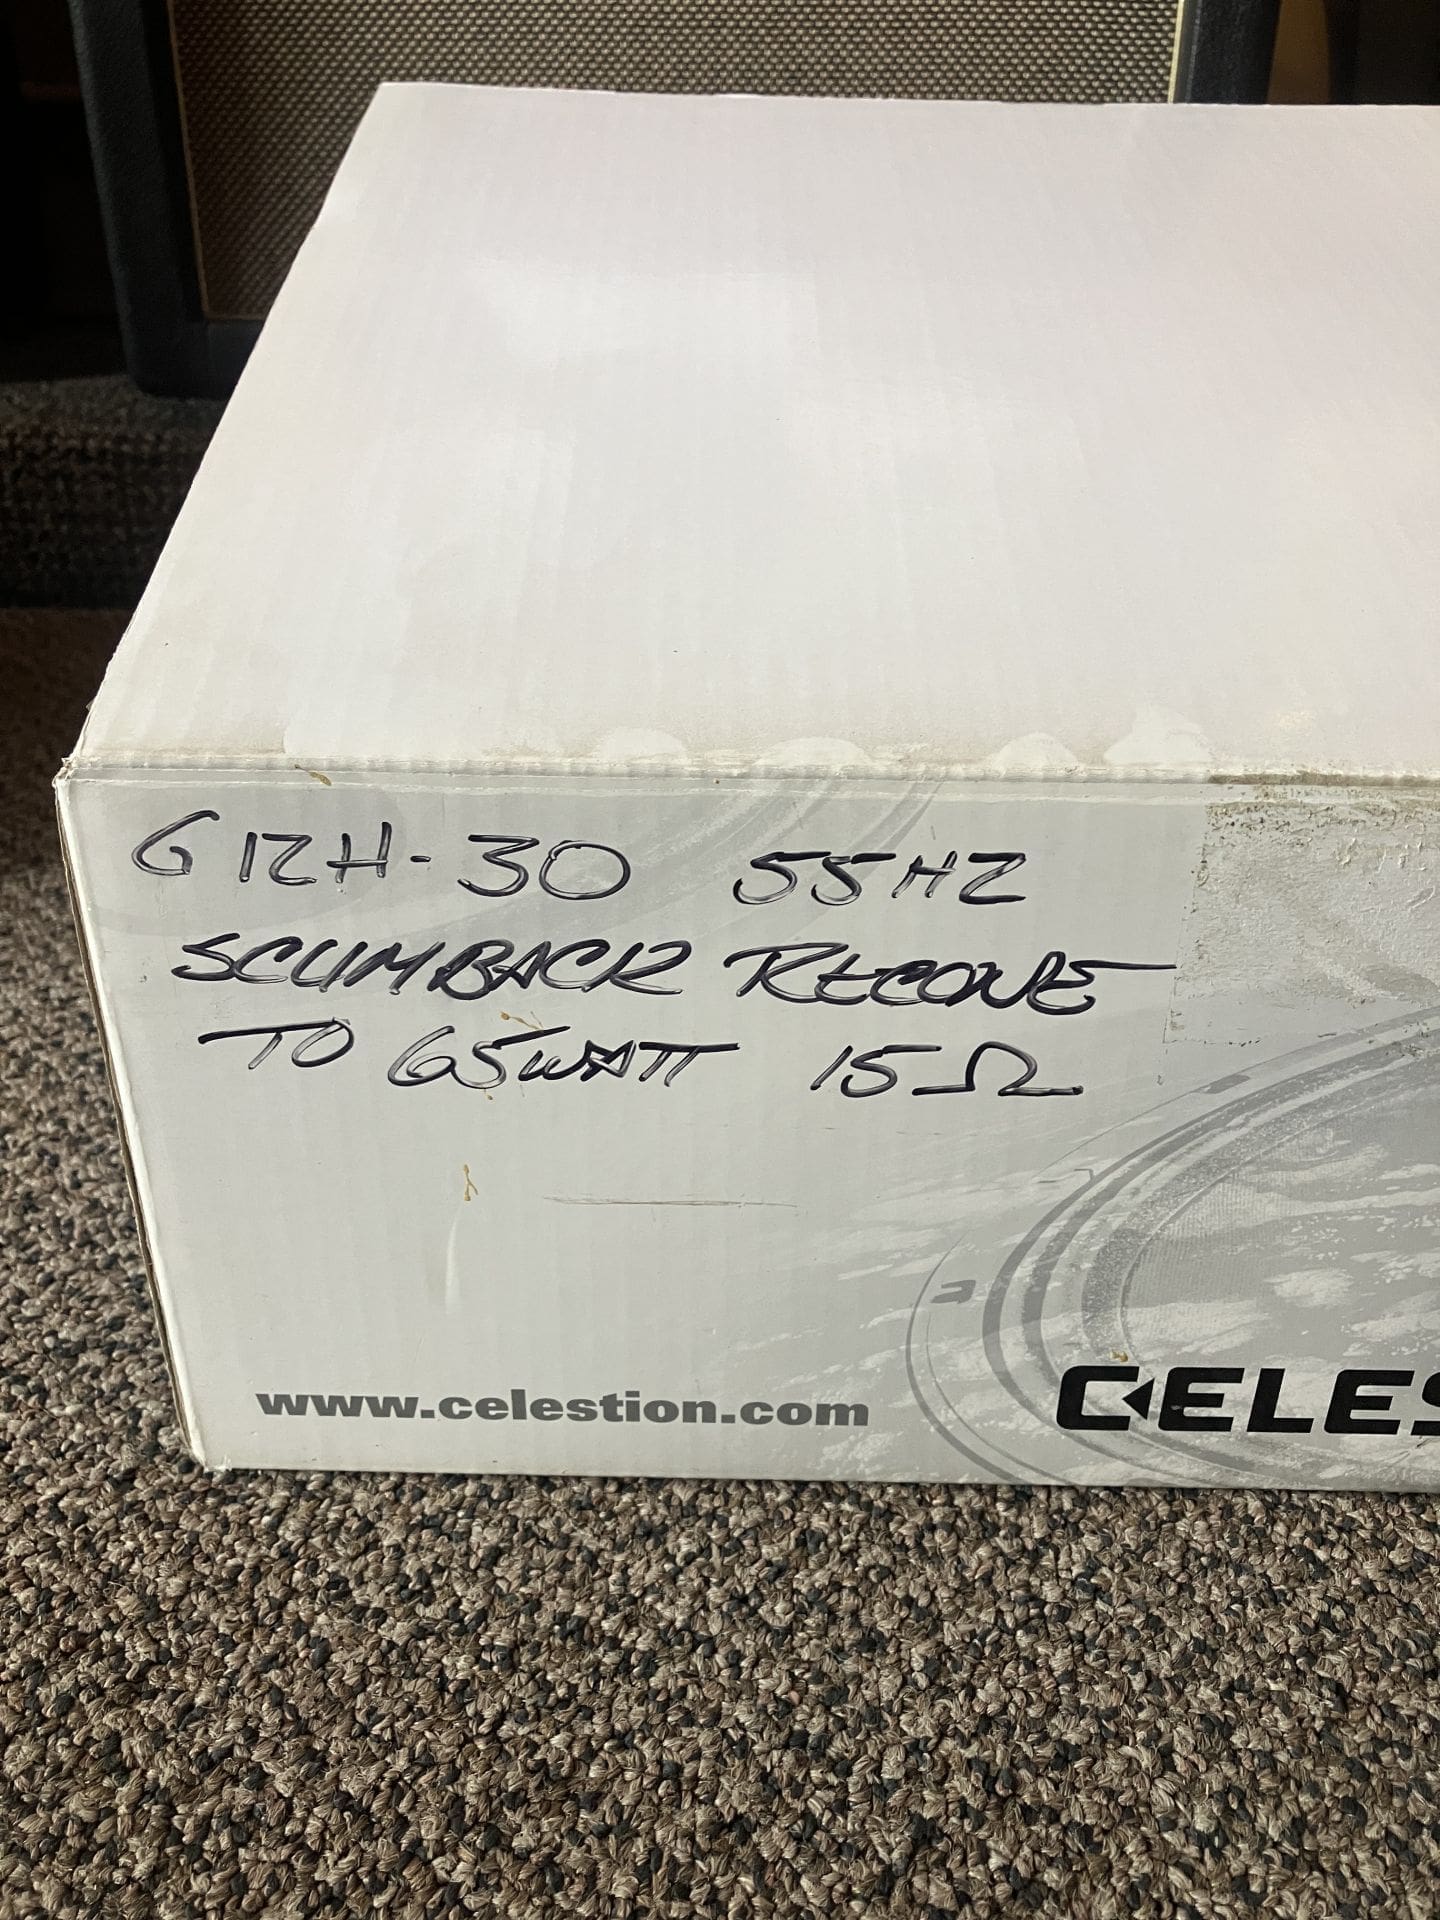 G12H-30 55HZ
SCUMBACK RECONE
TO 65WATT 15Ω
www.celestion.com
CELES